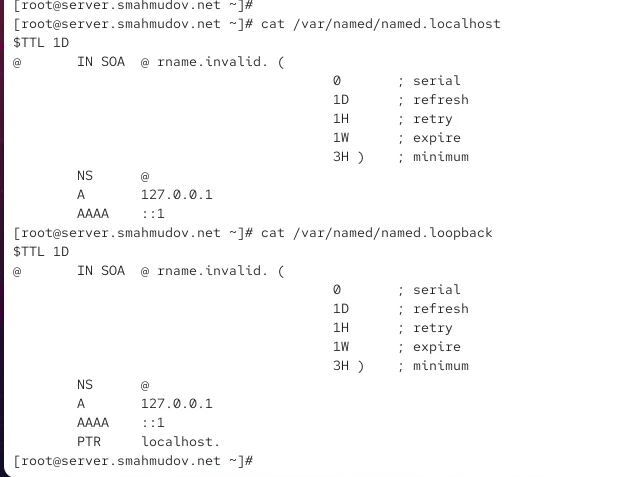 [root@server.smahmudov.net ~]#
[root@server.smahmudov.net ~]# cat /var/named/named.localhost
$TTL 1D
@       IN SOA  @ rname.invalid. (
                                        0       ; serial
                                        1D      ; refresh
                                        1H      ; retry
                                        1W      ; expire
                                        3H )    ; minimum
        NS      @
        A       127.0.0.1
        AAAA    ::1
[root@server.smahmudov.net ~]# cat /var/named/named.loopback
$TTL 1D
@       IN SOA  @ rname.invalid. (
                                        0       ; serial
                                        1D      ; refresh
                                        1H      ; retry
                                        1W      ; expire
                                        3H )    ; minimum
        NS      @
        A       127.0.0.1
        AAAA    ::1
        PTR     localhost.
[root@server.smahmudov.net ~]#